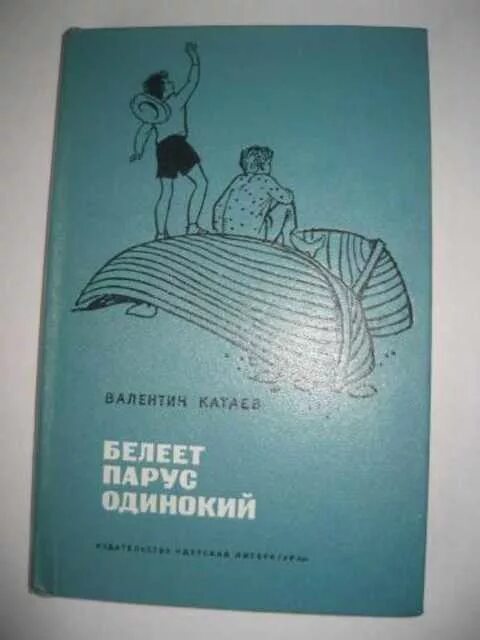 ВАЛЕНТИН КАТАЕВ
БЕЛЕЕТ
ПАРУС
ОДИНОКИЙ
ИЗДАТЕЛЬСТВО «ДЕТСКАЯ ЛИТЕРАТУРА»